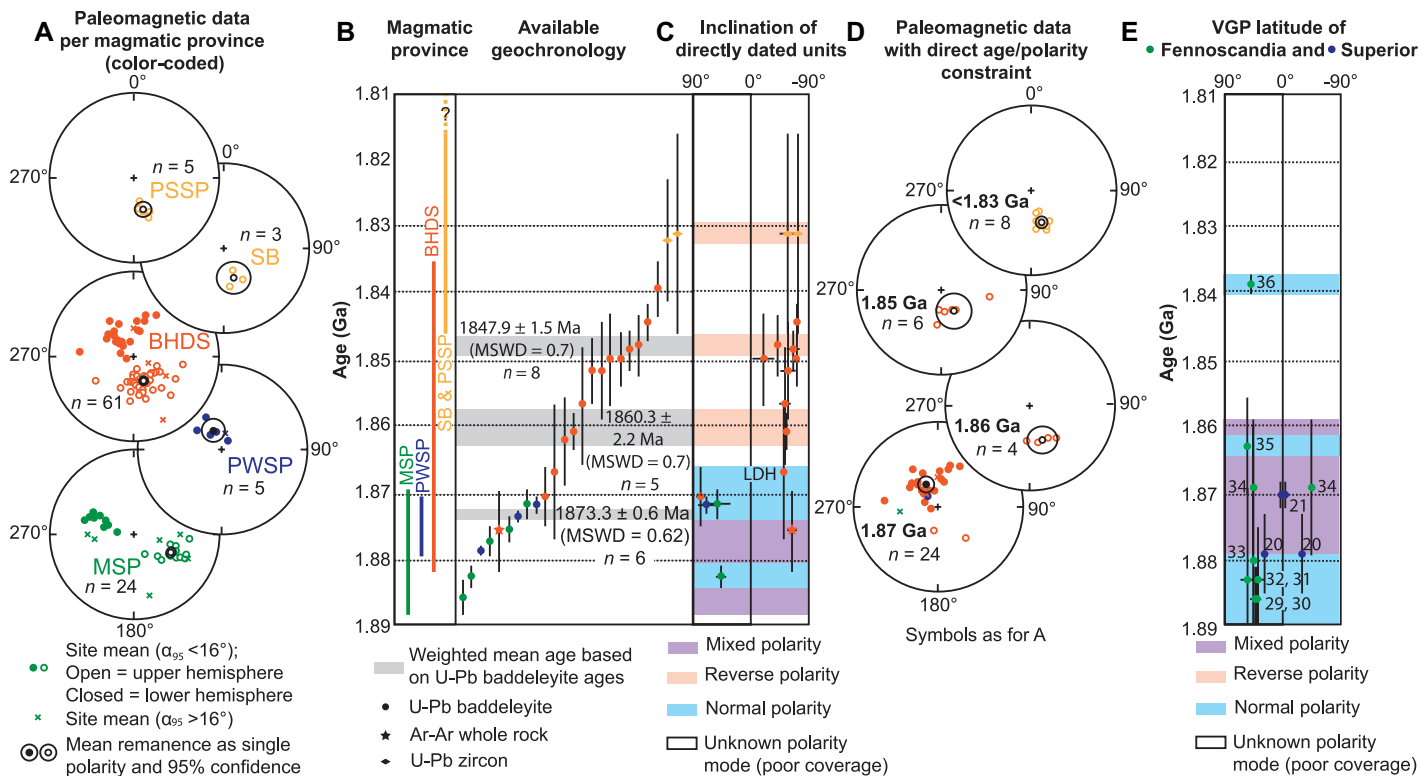 A
Paleomagnetic data
per magmatic province
(color-coded)
0°
270°
n = 5
PSSP
0°
n = 3
SB
90°
270°
BHDS
n = 61
PWSP
90°
n = 5
270°
MSP
n = 24
180°
Site mean (α95 <16°);
Open = upper hemisphere
Closed = lower hemisphere
Site mean (α95 >16°)
Mean remanence as single
polarity and 95% confidence
B
Magmatic
province
Available
geochronology
Age (Ga)
1.81
1.82
1.83
1.84
1.85
1.86
1.87
1.88
1.89
?
BHDS
SB & PSSP
MSP
PWSP
1847.9 ± 1.5 Ma
(MSWD = 0.7)
n = 8
1860.3 ±
2.2 Ma
(MSWD = 0.7)
n = 5
1873.3 ± 0.6 Ma
(MSWD = 0.62)
n = 6
Weighted mean age based
on U-Pb baddeleyite ages
U-Pb baddeleyite
Ar-Ar whole rock
U-Pb zircon
C
Inclination of
directly dated units
90°
0°
-90°
LDH
Mixed polarity
Reverse polarity
Normal polarity
Unknown polarity
mode (poor coverage)
D
Paleomagnetic data
with direct age/polarity
constraint
0°
<1.83 Ga
n = 8
90°
270°
1.85 Ga
n = 6
90°
270°
1.86 Ga
n = 4
90°
270°
1.87 Ga
n = 24
90°
180°
Symbols as for A
E
VGP latitude of
Fennoscandia and Superior
90°
0°
-90°
Age (Ga)
1.81
1.82
1.83
1.84
1.85
1.86
1.87
1.88
1.89
36
35
34
34
21
33
20
20
32, 31
29, 30
Mixed polarity
Reverse polarity
Normal polarity
Unknown polarity
mode (poor coverage)